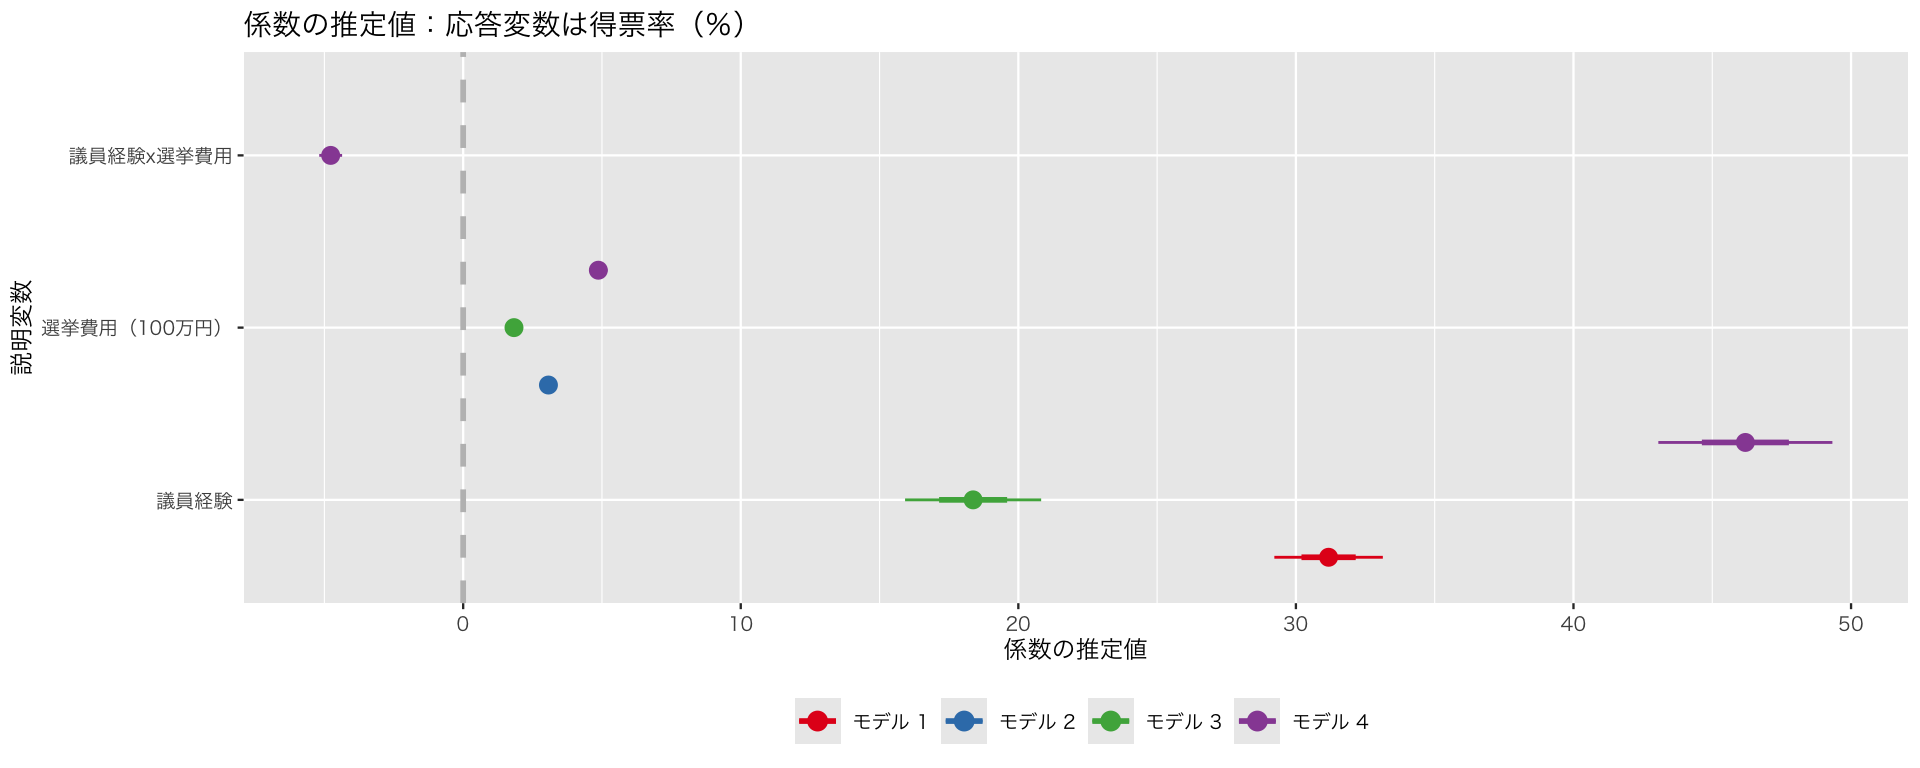 係数の推定値：応答変数は得票率（%）
説明変数
議員経験x選挙費用
選挙費用（100万円）
議員経験
0 10 20 30 40 50
係数の推定値
モデル 1 モデル 2 モデル 3 モデル 4